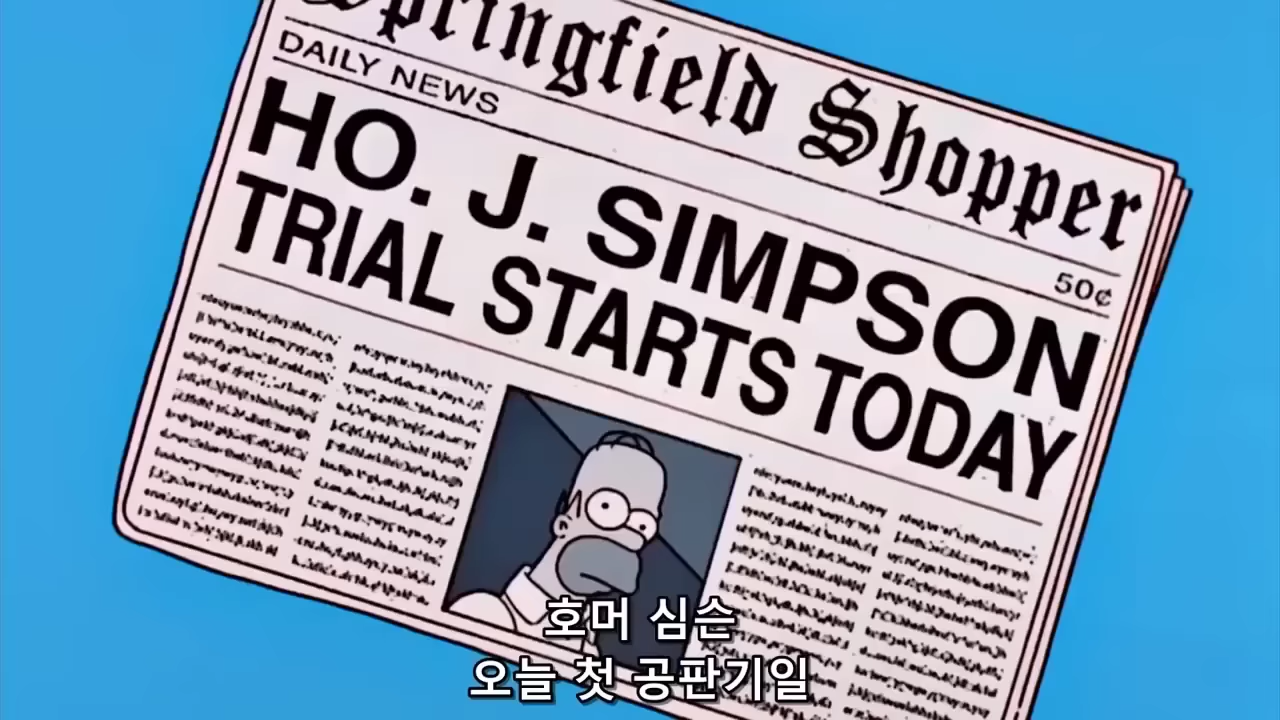 Springfield Shopper
DAILY NEWS
50¢
HO. J. SIMPSON
TRIAL STARTS TODAY
호머 심슨
오늘 첫 공판기일